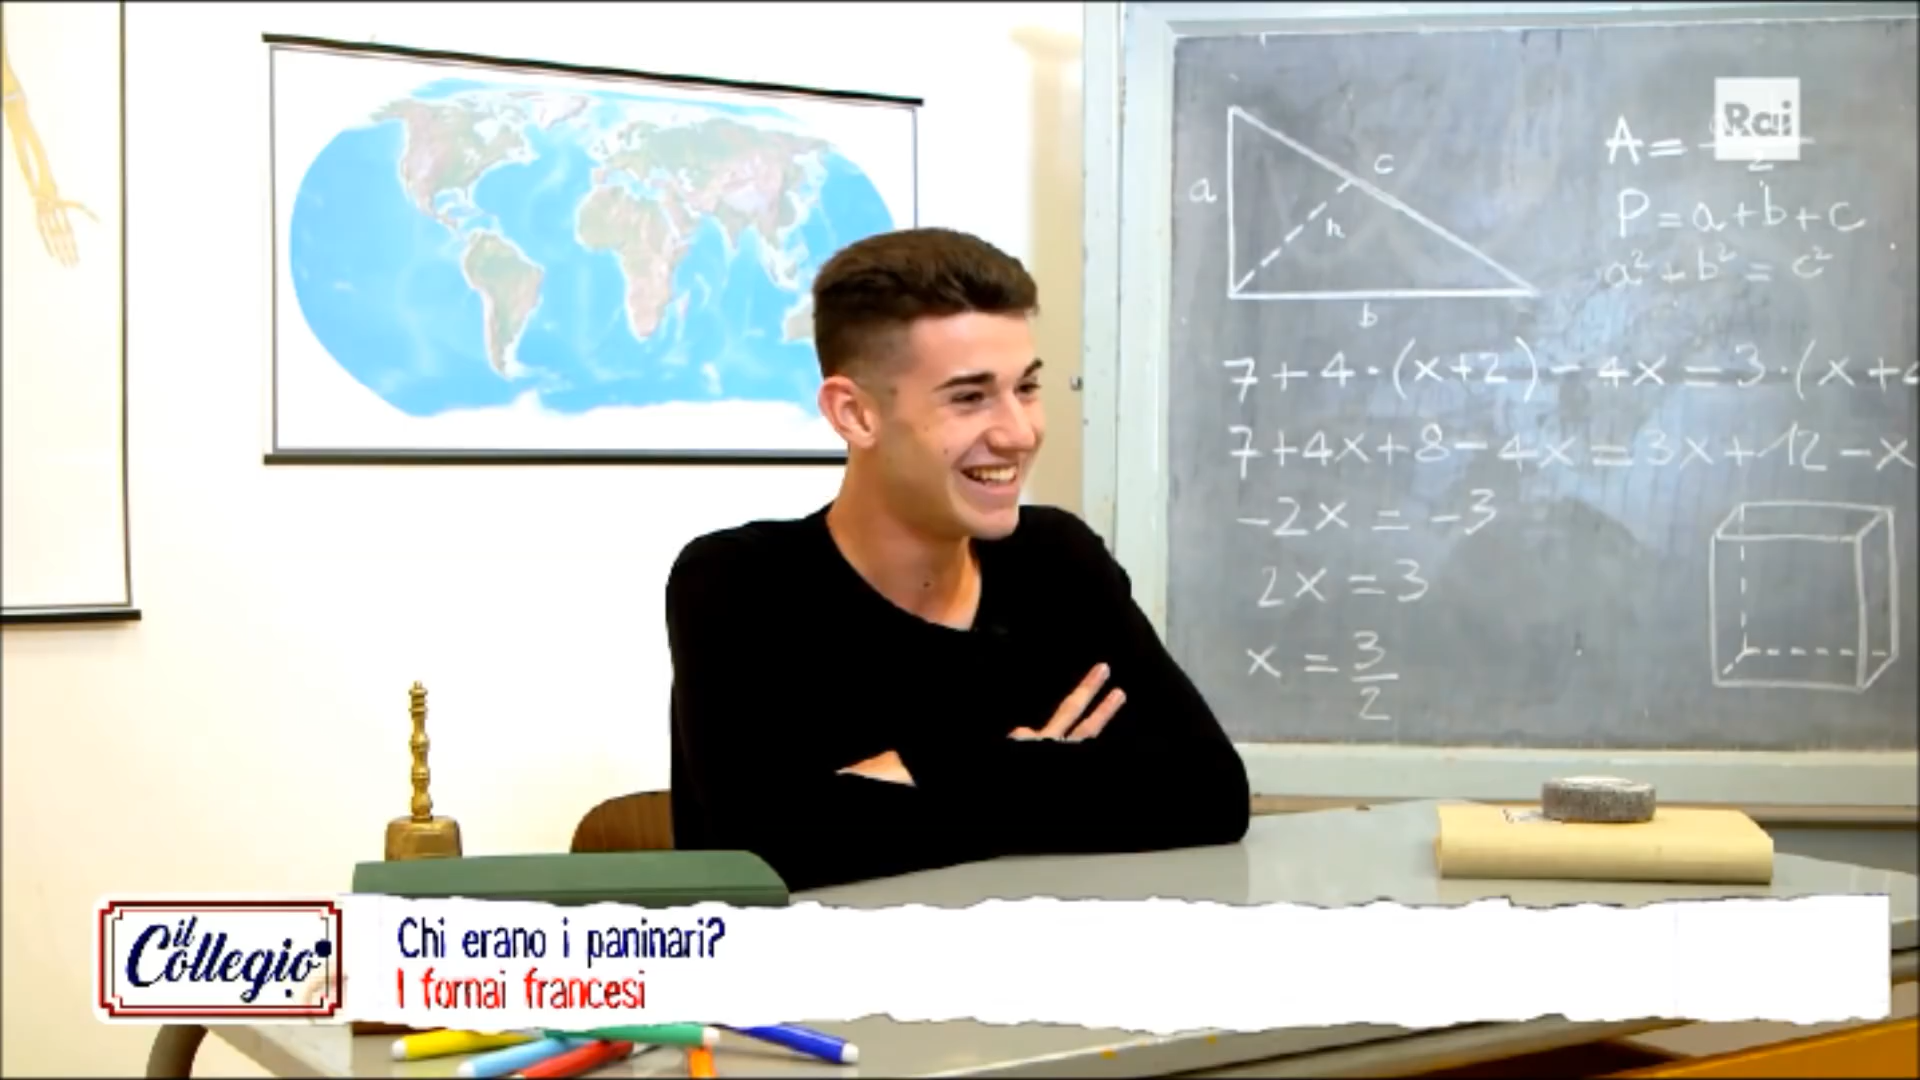 Rai
a
c
h
b
A =
2
P = a + b + c
a² + b² = c²
7 + 4 · (x+2) - 4x = 3 · (x +
7 + 4x + 8 - 4x = 3x + 12 - x
-2x = -3
2x = 3
x = 3/2
il Collegio
Chi erano i paninari?
I fornai francesi